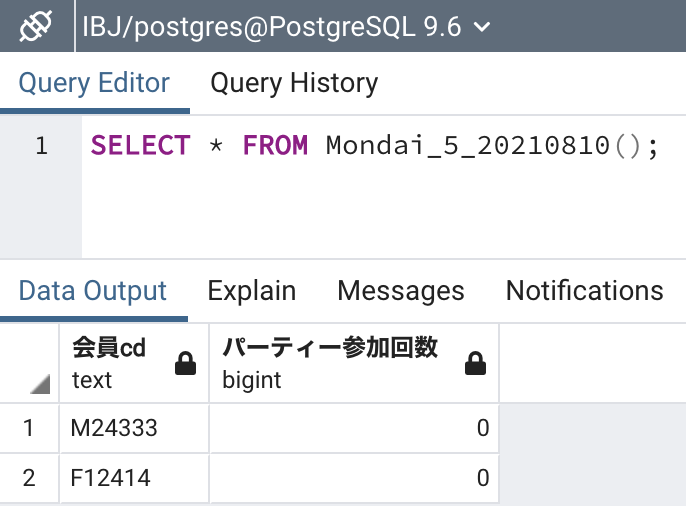 IBJ/postgres@PostgreSQL 9.6
Query Editor Query History
1 SELECT * FROM Mondai_5_20210810();
Data Output Explain Messages Notifications
会員cd パーティー参加回数
text bigint
1 M24333 0
2 F12414 0